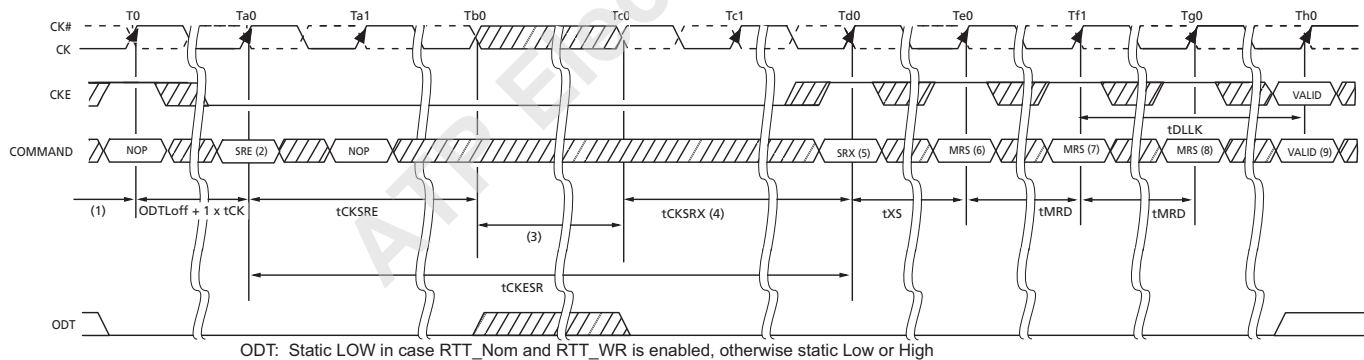 T0 Ta0 Ta1 Tb0 Tc0 Tc1 Td0 Te0 Tf1 Tg0 Th0
CK#
CK
CKE VALID
tDLLK
COMMAND NOP SRE (2) NOP SRX (5) MRS (6) MRS (7) MRS (8) VALID (9)
(1) ODTLoff + 1 x tCK tCKSRE tCKSRX (4) tXS tMRD tMRD
(3)
tCKESR
ODT
ODT: Static LOW in case RTT_Nom and RTT_WR is enabled, otherwise static Low or High
ATP Elec